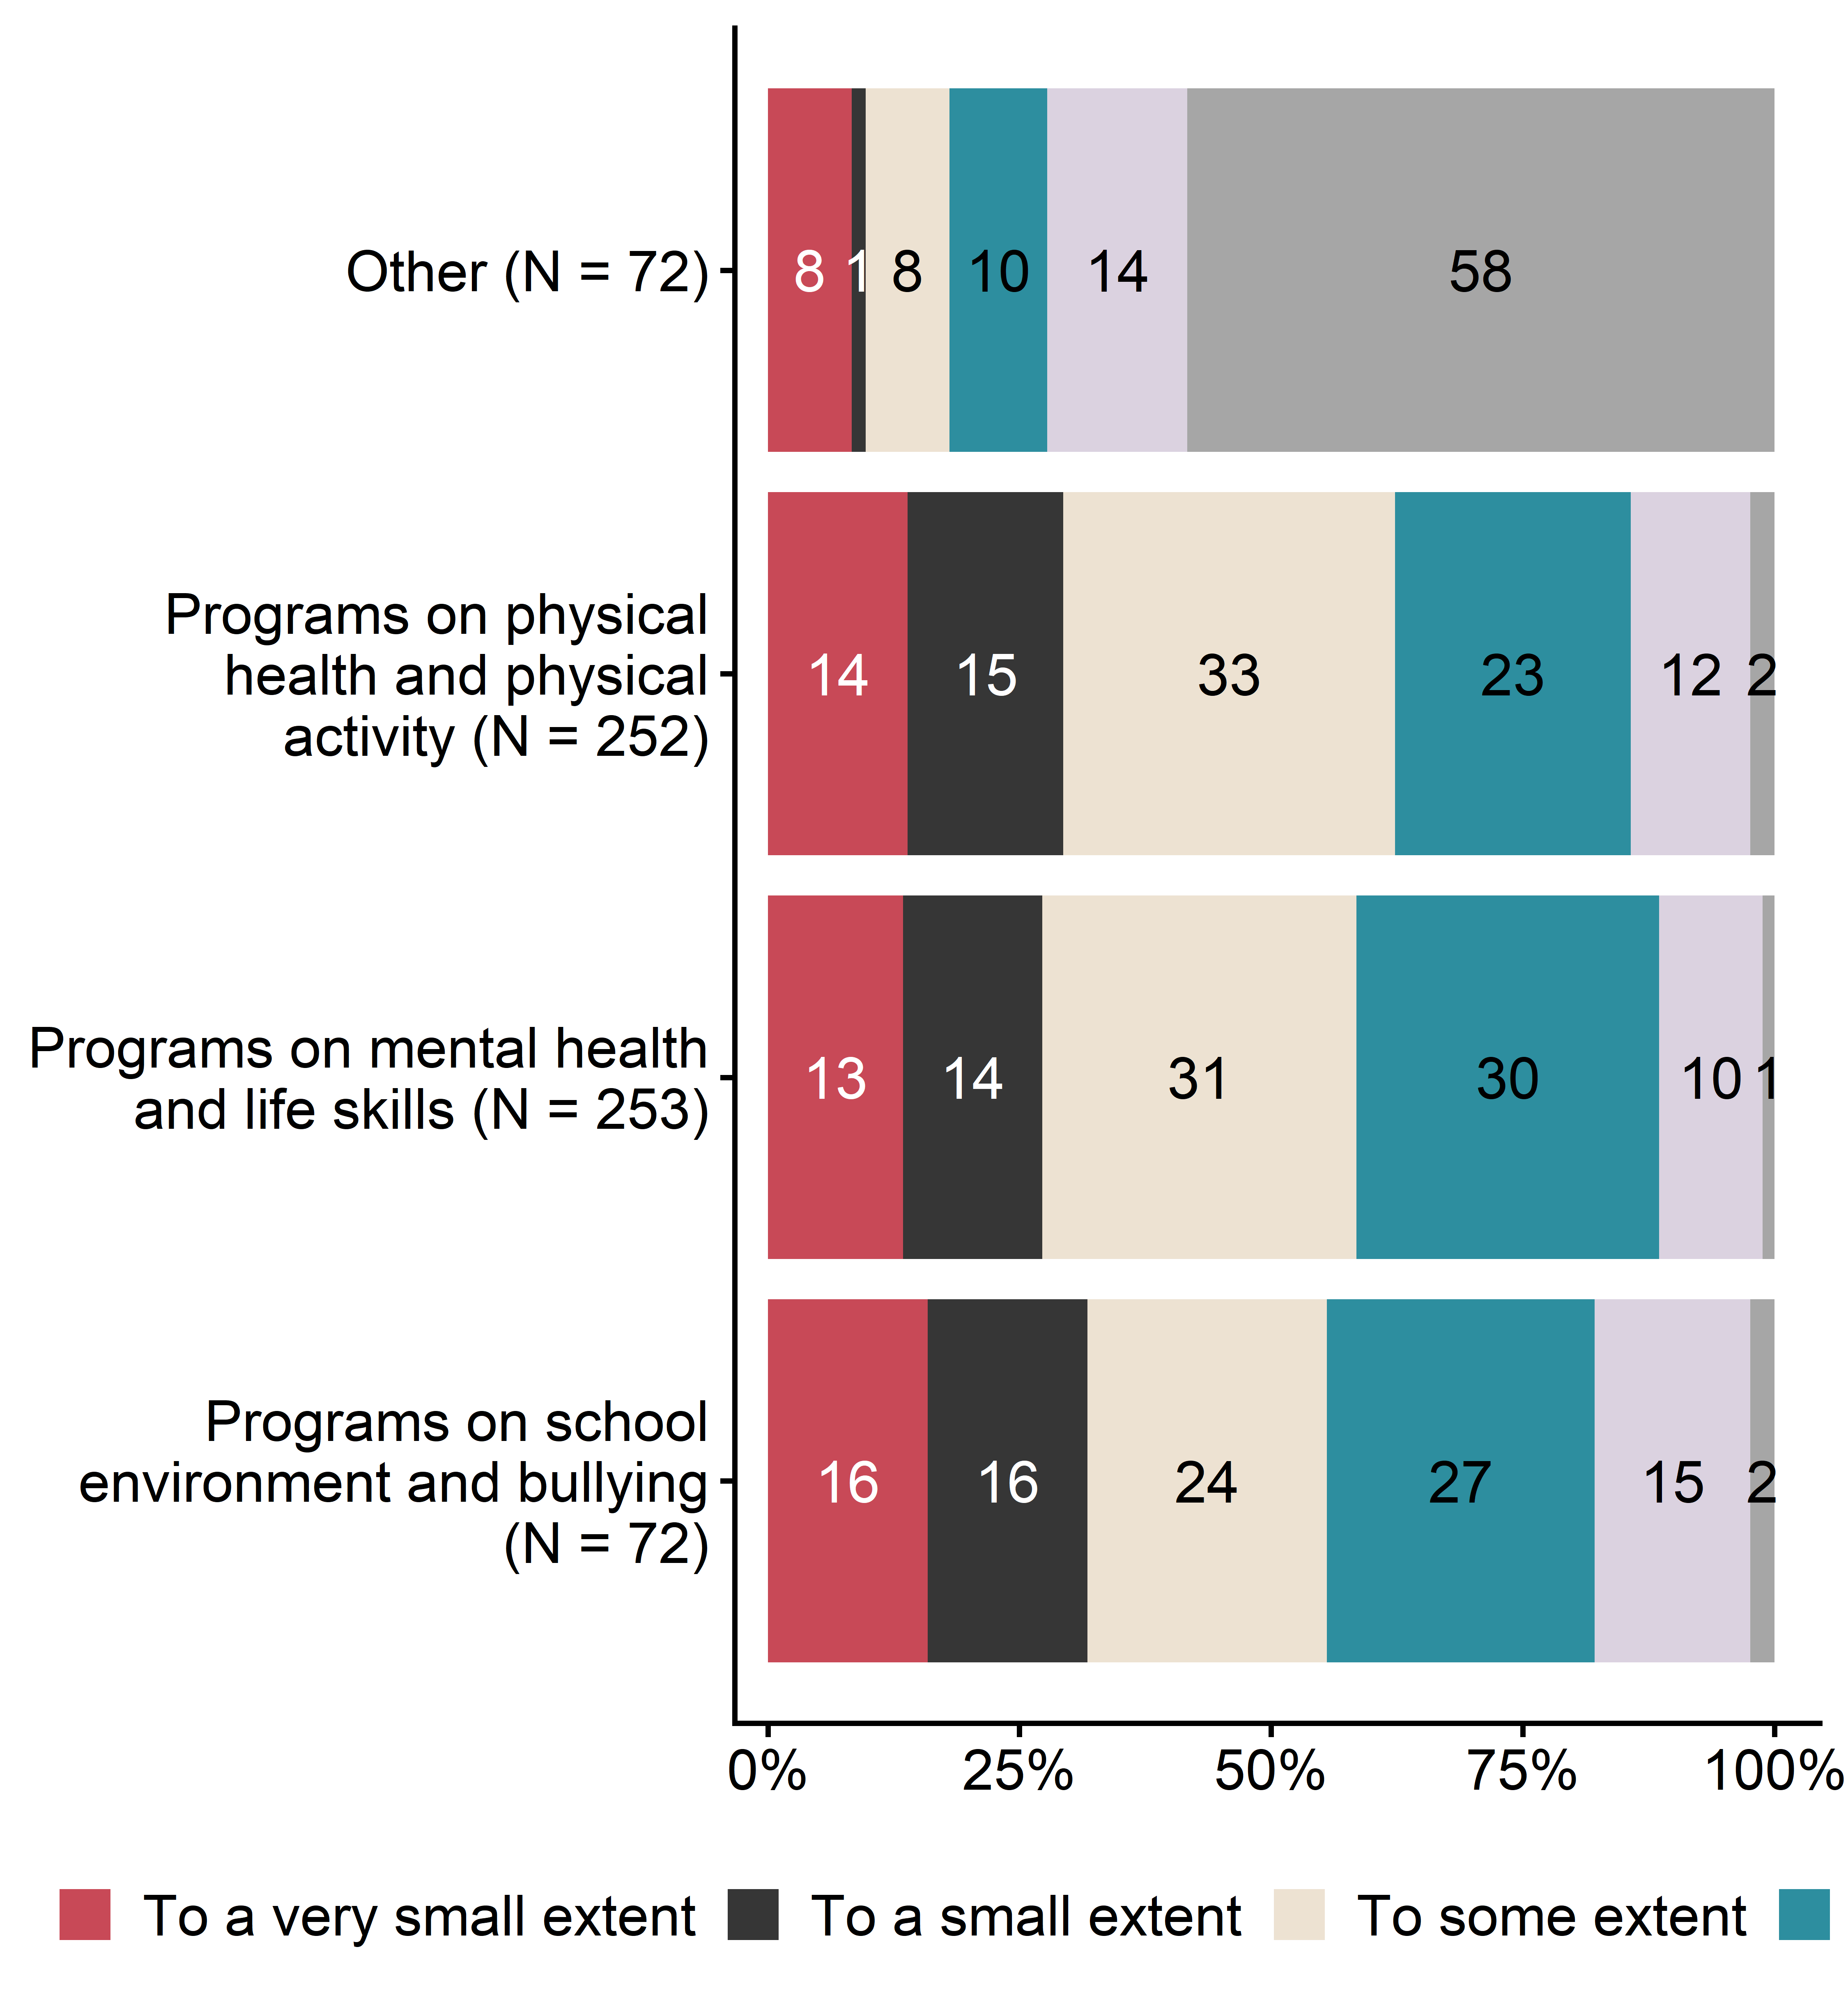 Other (N = 72)
8 1 8 10 14 58
Programs on physical
health and physical
activity (N = 252)
14 15 33 23 12 2
Programs on mental health
and life skills (N = 253)
13 14 31 30 10 1
Programs on school
environment and bullying
(N = 72)
16 16 24 27 15 2
0% 25% 50% 75% 100%
To a very small extent To a small extent To some extent